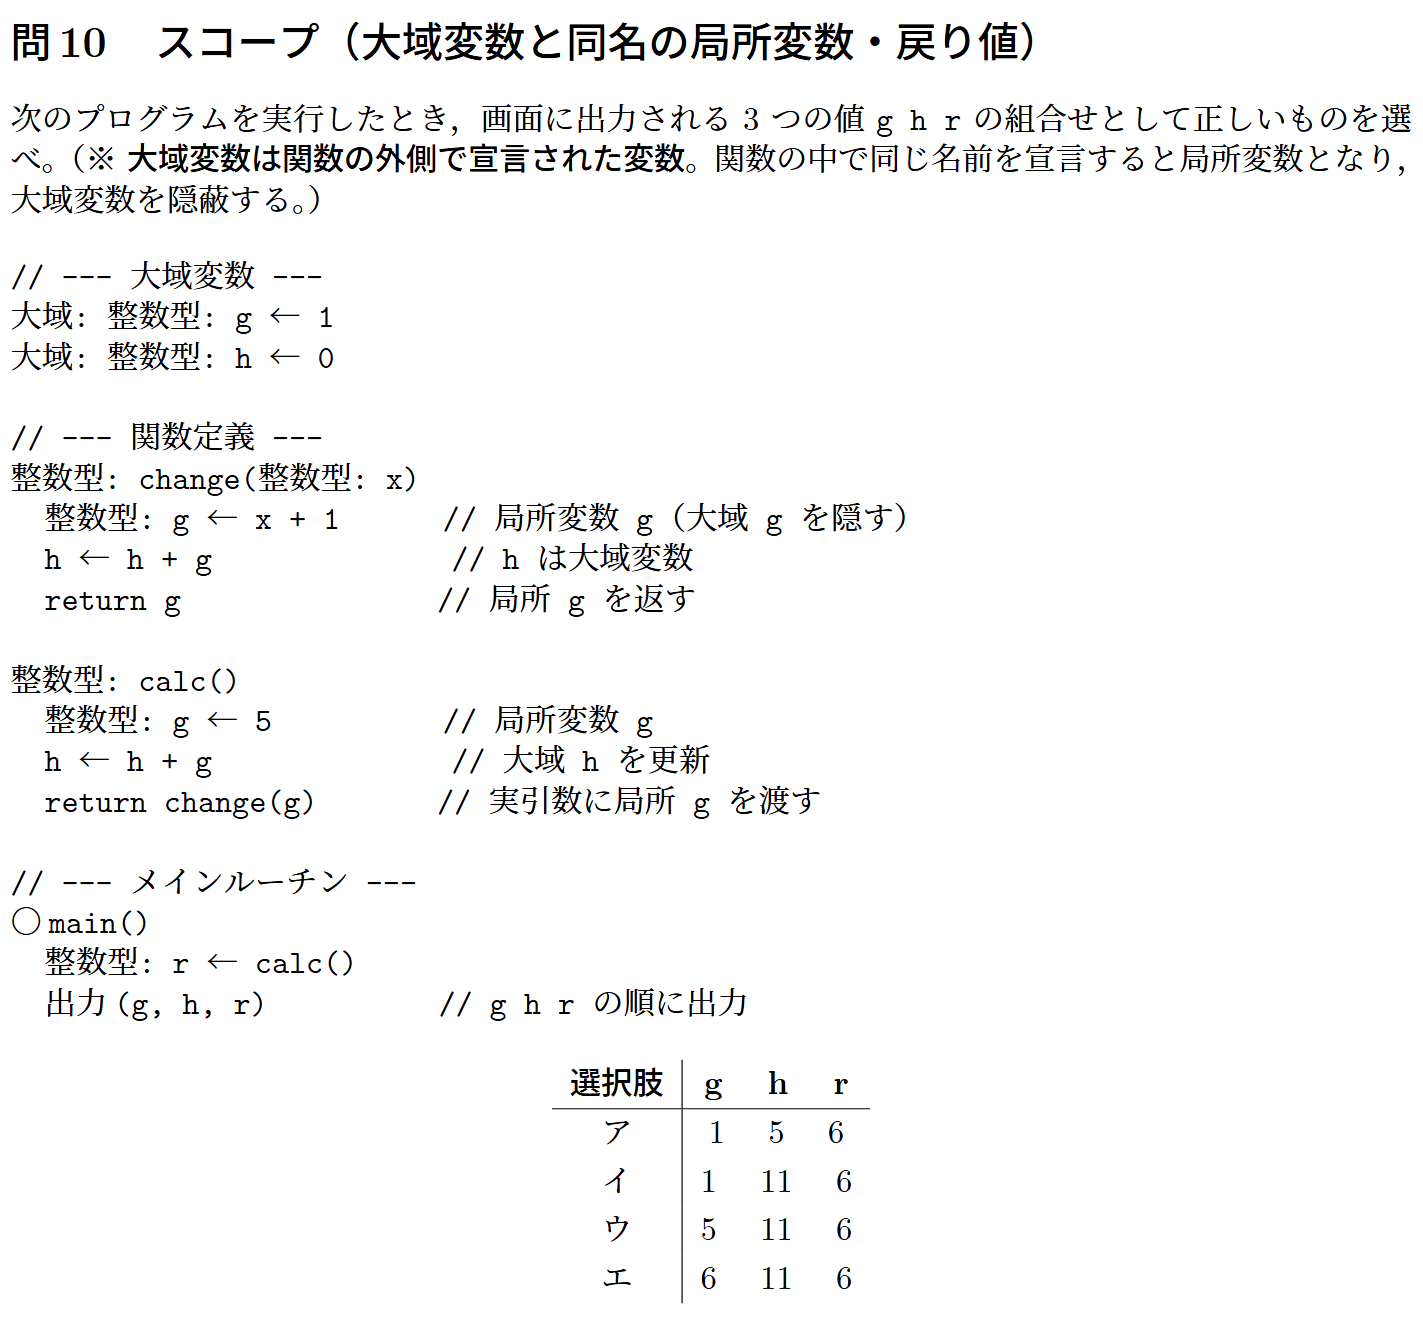 問 10　スコープ（大域変数と同名の局所変数・戻り値）
次のプログラムを実行したとき，画面に出力される 3 つの値 g h r の組合せとして正しいものを選
べ。（※ 大域変数は関数の外側で宣言された変数。関数の中で同じ名前を宣言すると局所変数となり，
大域変数を隠蔽する。）
// --- 大域変数 ---
大域: 整数型: g ← 1
大域: 整数型: h ← 0
// --- 関数定義 ---
整数型: change(整数型: x)
整数型: g ← x + 1 // 局所変数 g（大域 g を隠す）
h ← h + g // h は大域変数
return g // 局所 g を返す
整数型: calc()
整数型: g ← 5 // 局所変数 g
h ← h + g // 大域 h を更新
return change(g) // 実引数に局所 g を渡す
// --- メインルーチン ---
○main()
整数型: r ← calc()
出力(g, h, r) // g h r の順に出力
選択肢 g h r
ア 1 5 6
イ 1 11 6
ウ 5 11 6
エ 6 11 6